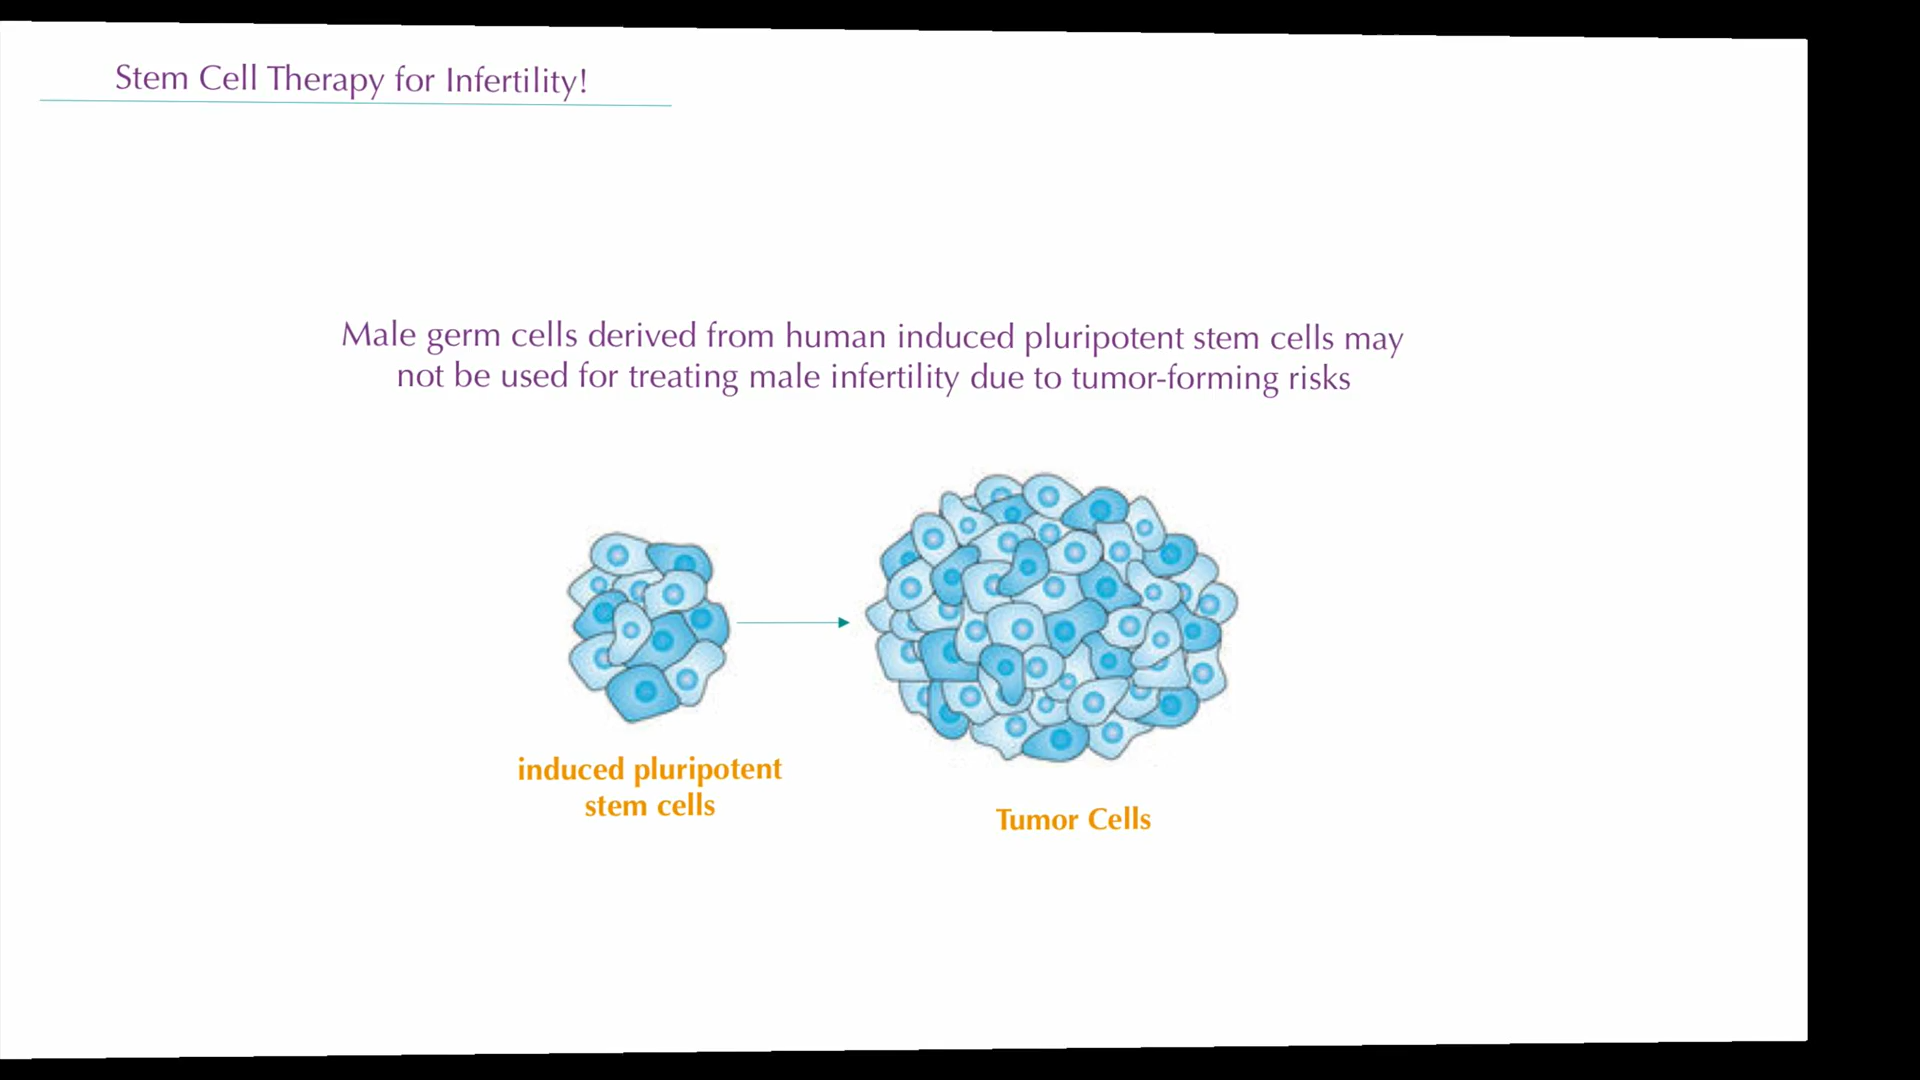 Stem Cell Therapy for Infertility!
Male germ cells derived from human induced pluripotent stem cells may
not be used for treating male infertility due to tumor-forming risks
induced pluripotent
stem cells
Tumor Cells